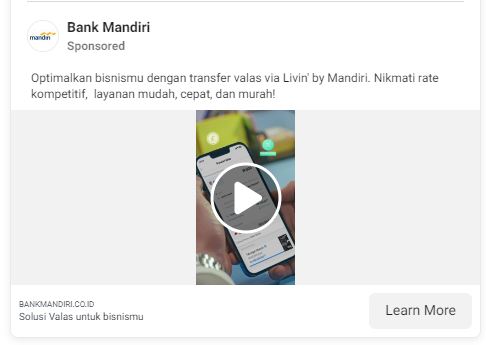 Bank Mandiri
mandiri
Sponsored
Optimalkan bisnismu dengan transfer valas via Livin' by Mandiri. Nikmati rate
kompetitif,  layanan mudah, cepat, dan murah!
BANKMANDIRI.CO.ID
Solusi Valas untuk bisnismu
Learn More